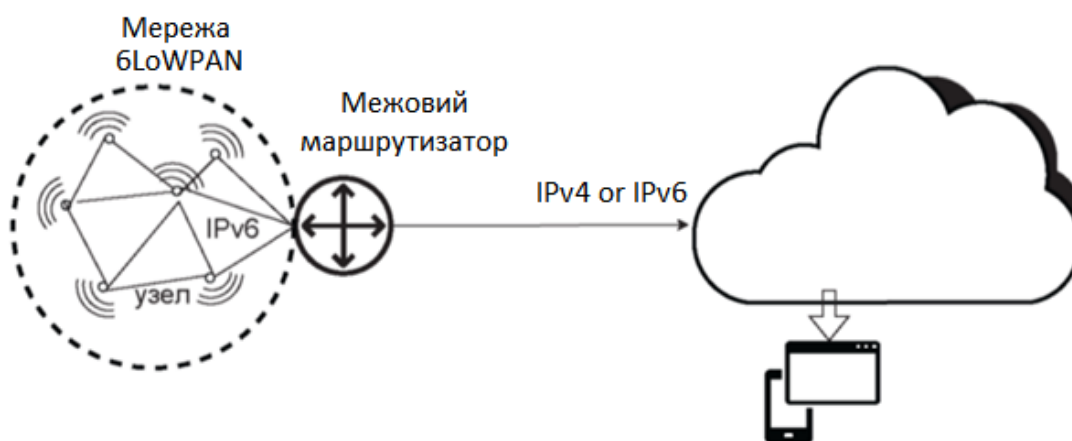 Мережа
6LoWPAN
Межовий
маршрутизатор
IPv4 or IPv6
IPv6
узел